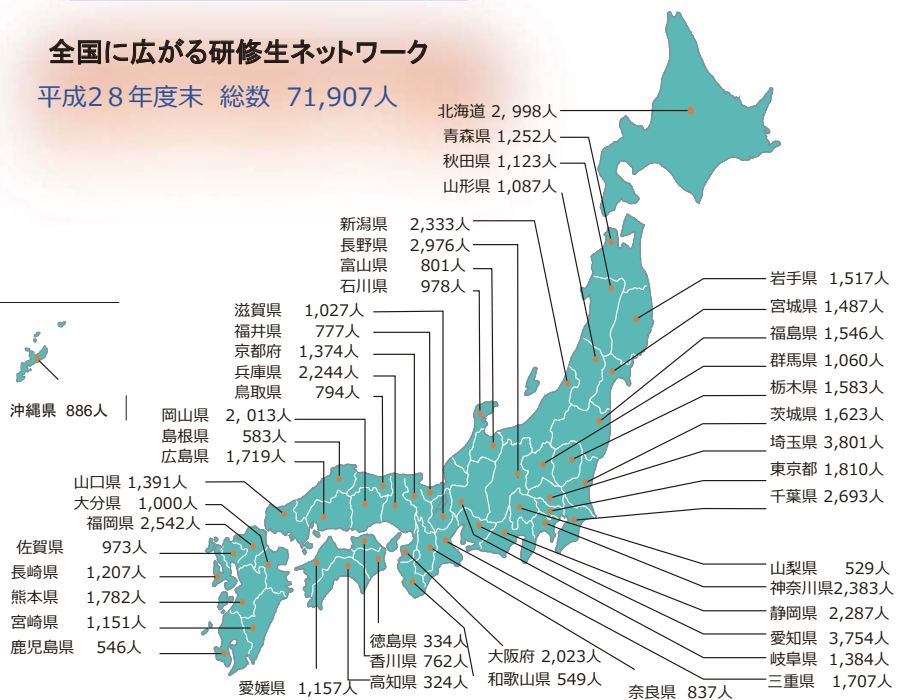 全国に広がる研修生ネットワーク
平成28年度末 総数 71,907人
北海道 2, 998人
青森県 1,252人
秋田県 1,123人
山形県 1,087人
新潟県 2,333人
長野県 2,976人
富山県 801人
石川県 978人
滋賀県 1,027人
福井県 777人
京都府 1,374人
兵庫県 2,244人
鳥取県 794人
岡山県 2, 013人
島根県 583人
広島県 1,719人
山口県 1,391人
大分県 1,000人
福岡県 2,542人
佐賀県 973人
長崎県 1,207人
熊本県 1,782人
宮崎県 1,151人
鹿児島県 546人
沖縄県 886人
岩手県 1,517人
宮城県 1,487人
福島県 1,546人
群馬県 1,060人
栃木県 1,583人
茨城県 1,623人
埼玉県 3,801人
東京都 1,810人
千葉県 2,693人
山梨県 529人
神奈川県2,383人
静岡県 2,287人
愛知県 3,754人
岐阜県 1,384人
三重県 1,707人
徳島県 334人
香川県 762人
高知県 324人
愛媛県 1,157人
大阪府 2,023人
和歌山県 549人
奈良県 837人